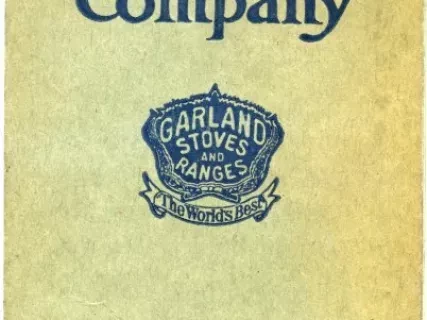 Company
GARLAND
STOVES
AND
RANGES
The World's Best